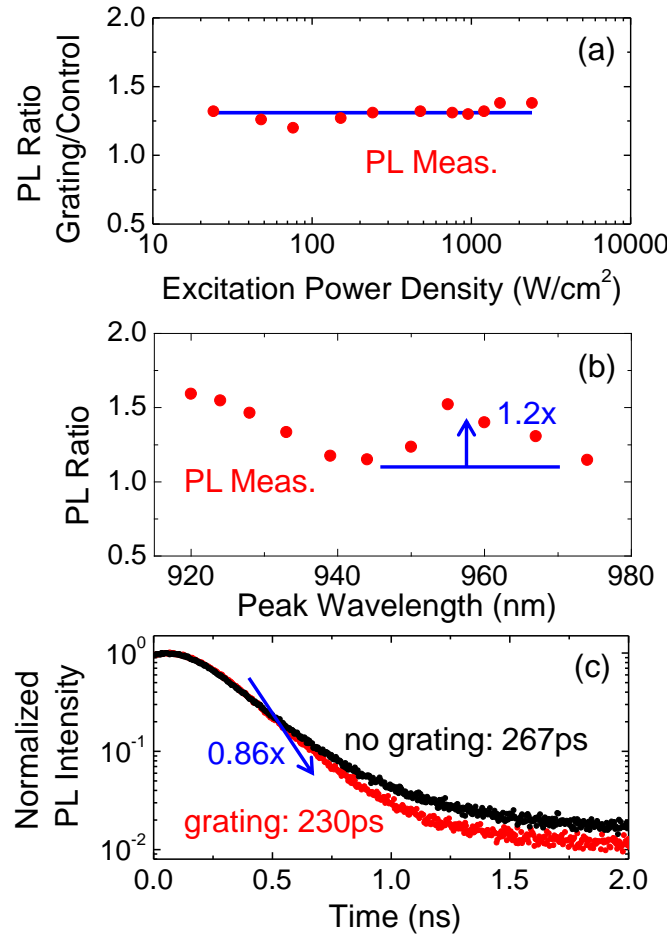 2.0
(a)
1.5
1.0
0.5
PL Ratio
Grating/Control
PL Meas.
10
100
1000
10000
Excitation Power Density (W/cm²)
2.0
(b)
1.5
1.2x
PL Ratio
PL Meas.
1.0
0.5
920
940
960
980
Peak Wavelength (nm)
10⁰
(c)
Normalized
PL Intensity
no grating: 267ps
10⁻¹
0.86x
grating: 230ps
10⁻²
0.0
0.5
1.0
1.5
2.0
Time (ns)